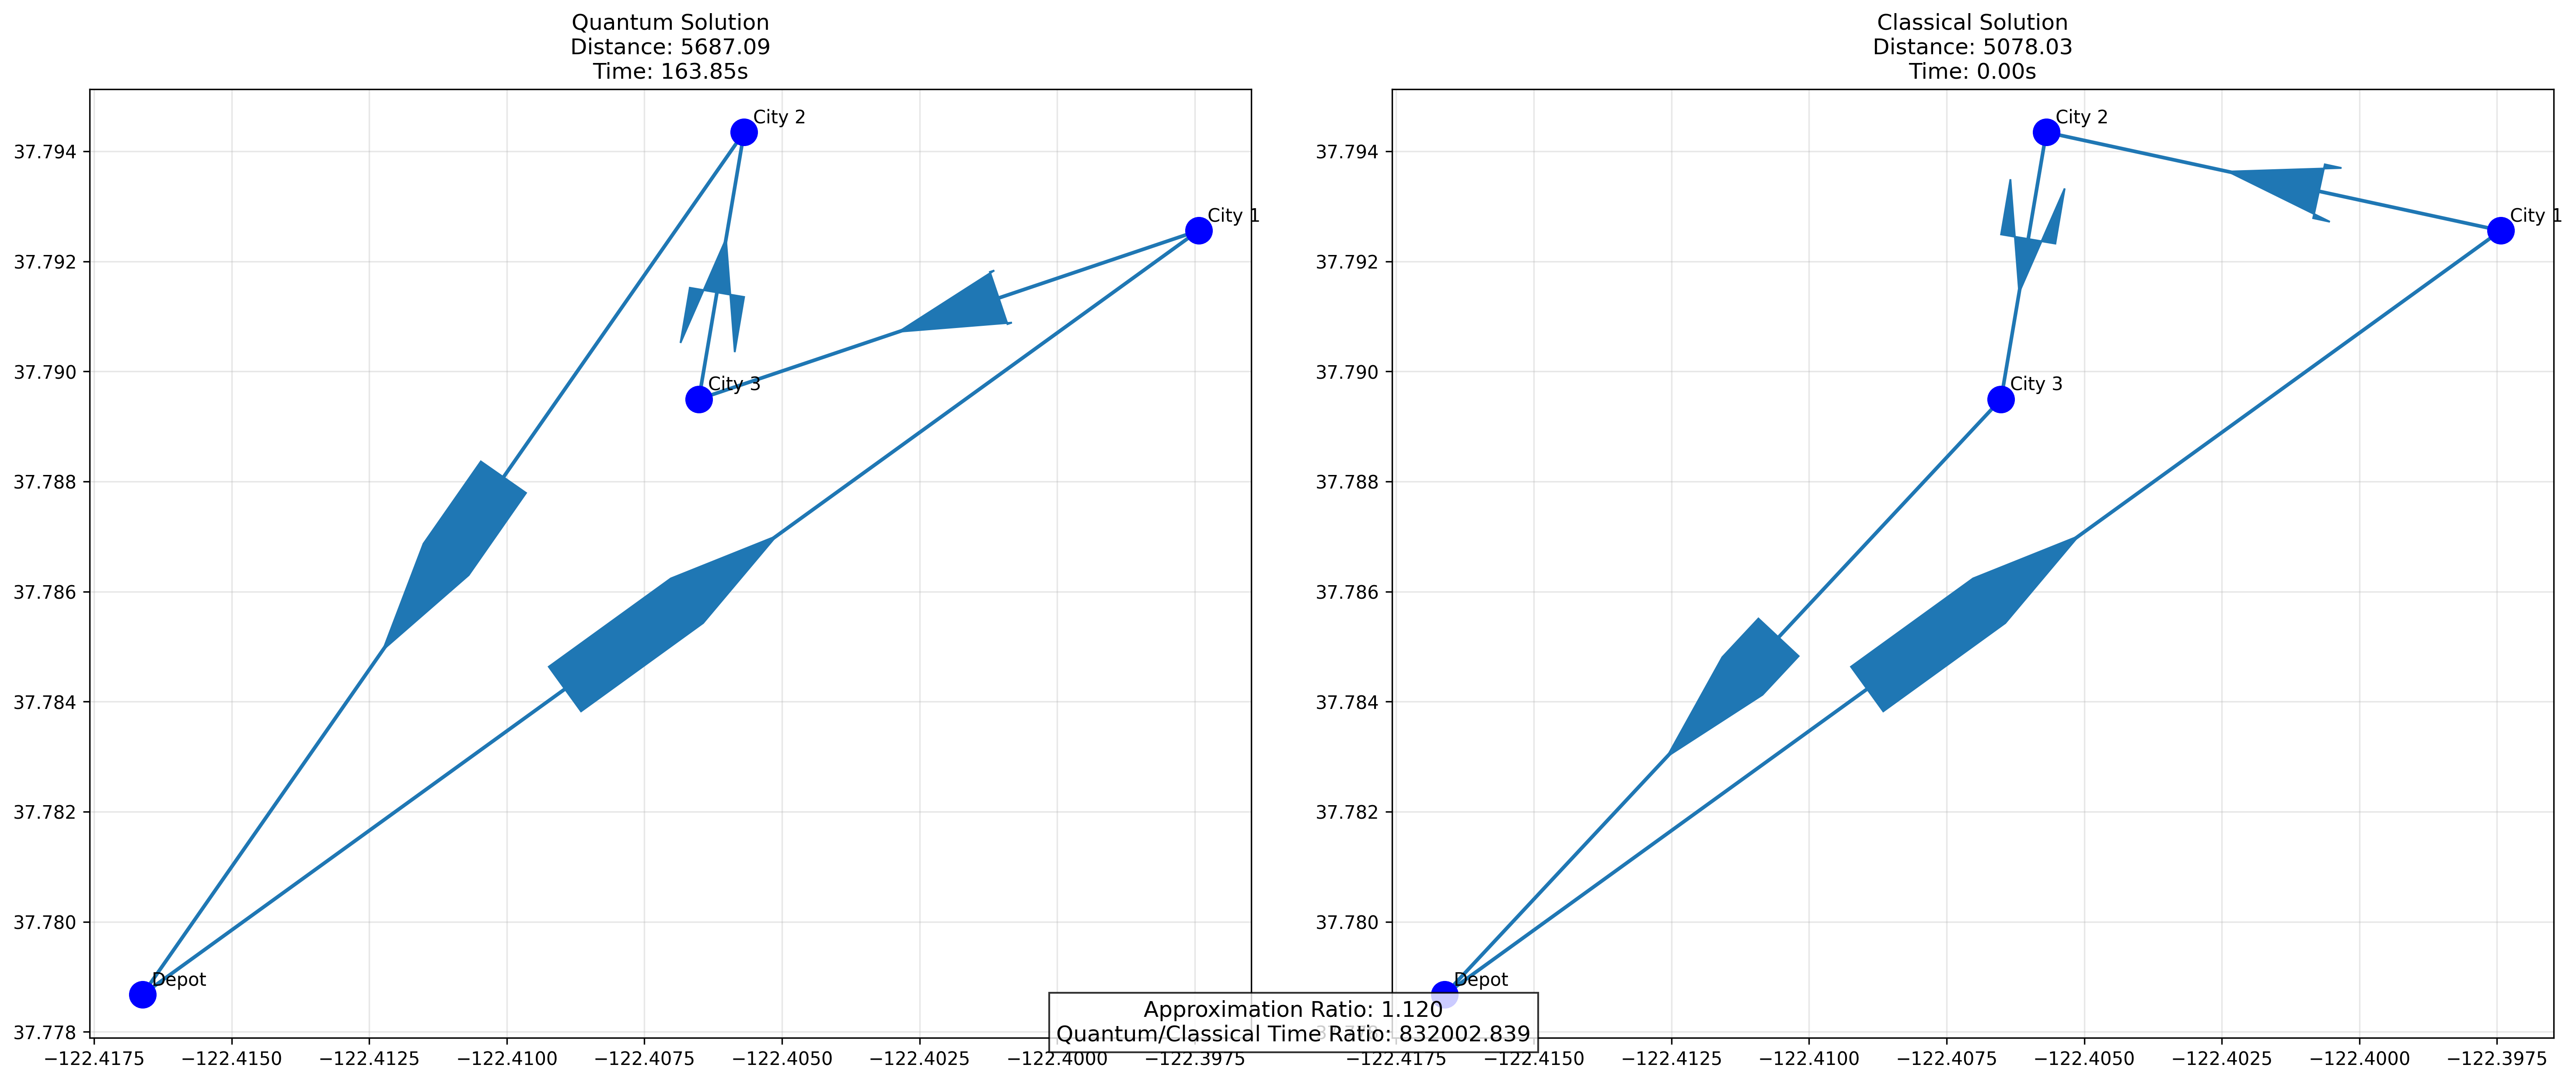 Quantum Solution
Distance: 5687.09
Time: 163.85s
37.794
37.792
37.790
37.788
37.786
37.784
37.782
37.780
37.778
City 2
City 1
City 3
Depot
−122.4175
−122.4150
−122.4125
−122.4100
−122.4075
−122.4050
−122.4025
−122.4000
−122.3975
Classical Solution
Distance: 5078.03
Time: 0.00s
37.794
37.792
37.790
37.788
37.786
37.784
37.782
37.780
City 2
City 1
City 3
Depot
−122.4175
−122.4150
−122.4125
−122.4100
−122.4075
−122.4050
−122.4025
−122.4000
−122.3975
Approximation Ratio: 1.120
Quantum/Classical Time Ratio: 832002.839